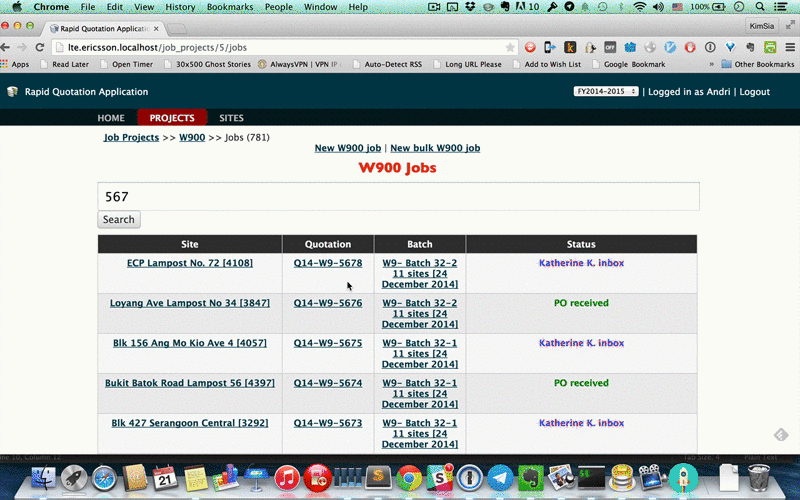 Chrome File Edit View History Bookmarks People Window Help 10 100%
Rapid Quotation Application
KimSia
lte.ericsson.localhost/job_projects/5/jobs
Apps Read Later Open Timer 30x500 Ghost Stories AlwaysVPN | VPN IP Auto-Detect RSS Long URL Please Add to Wish List Google Bookmark » Other Bookmarks
Rapid Quotation Application FY2014-2015 | Logged in as Andri | Logout
HOME PROJECTS SITES
Job Projects >> W900 >> Jobs (781)
New W900 job | New bulk W900 job
W900 Jobs
567
Search
Site Quotation Batch Status
ECP Lampost No. 72 [4108] Q14-W9-5678 W9- Batch 32-2 Katherine K. inbox
11 sites [24
December 2014]
Loyang Ave Lampost No 34 [3847] Q14-W9-5676 W9- Batch 32-2 PO received
11 sites [24
December 2014]
Blk 156 Ang Mo Kio Ave 4 [4057] Q14-W9-5675 W9- Batch 32-1 Katherine K. inbox
11 sites [24
December 2014]
Bukit Batok Road Lampost 56 [4397] Q14-W9-5674 W9- Batch 32-1 PO received
11 sites [24
December 2014]
Blk 427 Serangoon Central [3292] Q14-W9-5673 W9- Batch 32-1 Katherine K. inbox
11 sites [24
December 2014]
Tab Size: 4 Plain Text
21